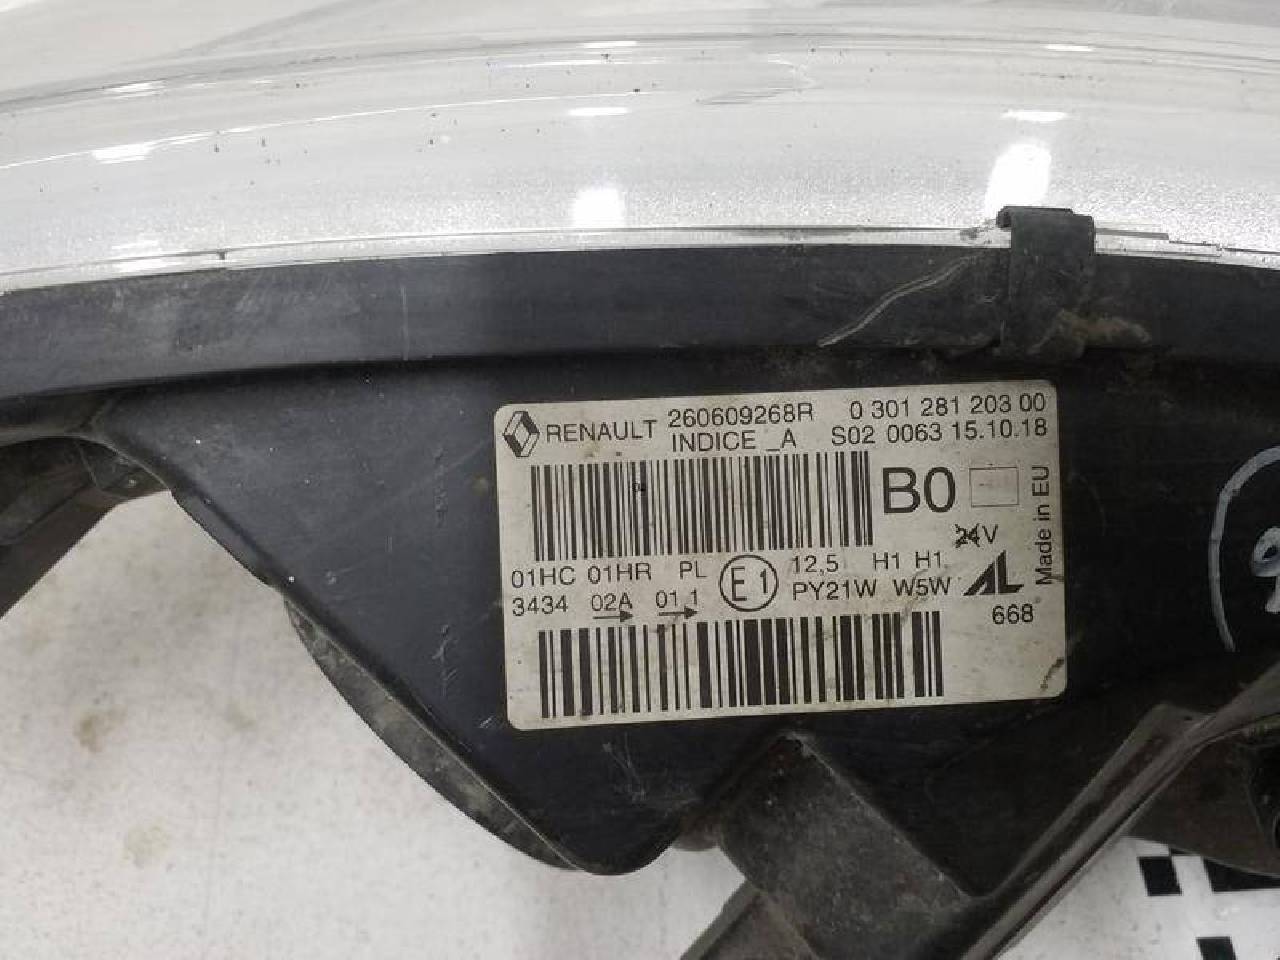 RENAULT 260609268R 0 301 281 203 00
INDICE _A S02 0063 15.10.18
B0
Made in EU
24V
01HC 01HR PL E1 12,5 H1 H1
3434 02A 01 1 PY21W W5W AL
668